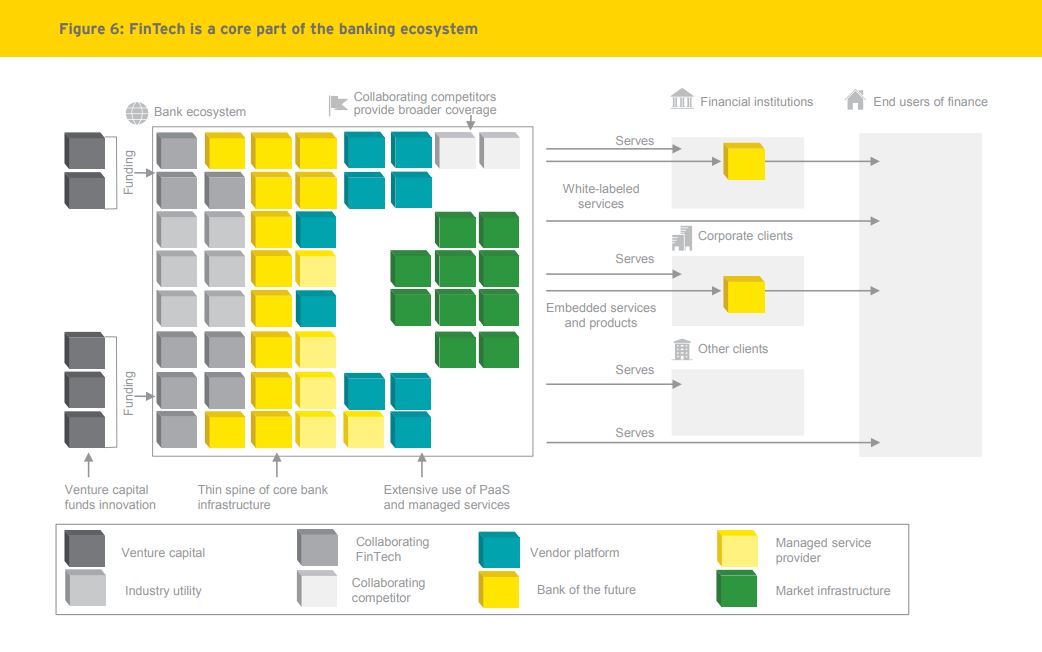 Figure 6: FinTech is a core part of the banking ecosystem
Bank ecosystem
Collaborating competitors
provide broader coverage
Financial institutions
End users of finance
Funding
Serves
White-labeled
services
Corporate clients
Serves
Embedded services
and products
Other clients
Serves
Funding
Serves
Venture capital
funds innovation
Thin spine of core bank
infrastructure
Extensive use of PaaS
and managed services
Venture capital
Collaborating
FinTech
Vendor platform
Managed service
provider
Industry utility
Collaborating
competitor
Bank of the future
Market infrastructure